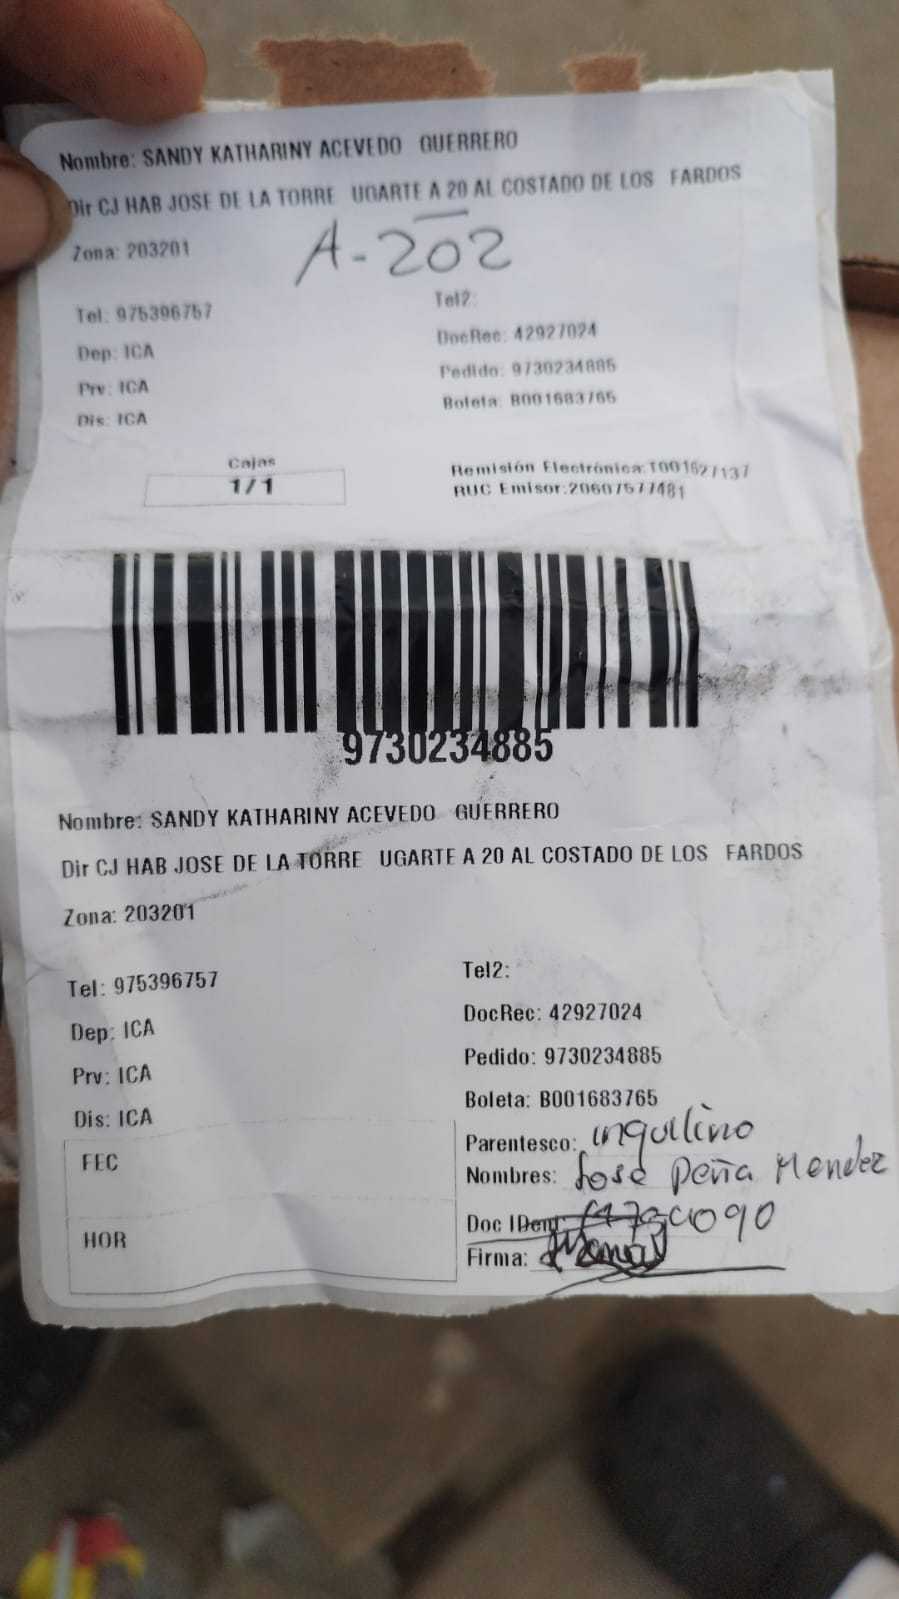 Nombre: SANDY KATHARINY ACEVEDO GUERRERO
Dir CJ HAB JOSE DE LA TORRE UGARTE A 20 AL COSTADO DE LOS FARDOS
Zona: 203201
A-202
Tel: 975396757
Tel2:
Dep: ICA
DocRec: 42927024
Prv: ICA
Pedido: 9730234885
Dis: ICA
Boleta: B001683765
Cajas
1/1
Remisión Electrónica:T001627137
RUC Emisor:20607577481
9730234885
Nombre: SANDY KATHARINY ACEVEDO GUERRERO
Dir CJ HAB JOSE DE LA TORRE UGARTE A 20 AL COSTADO DE LOS FARDOS
Zona: 203201
Tel: 975396757
Tel2:
Dep: ICA
DocRec: 42927024
Prv: ICA
Pedido: 9730234885
Dis: ICA
Boleta: B001683765
FEC
HOR
Parentesco: inquilino
Nombres: Jose Peña Mendez
Doc IDent:
Firma: